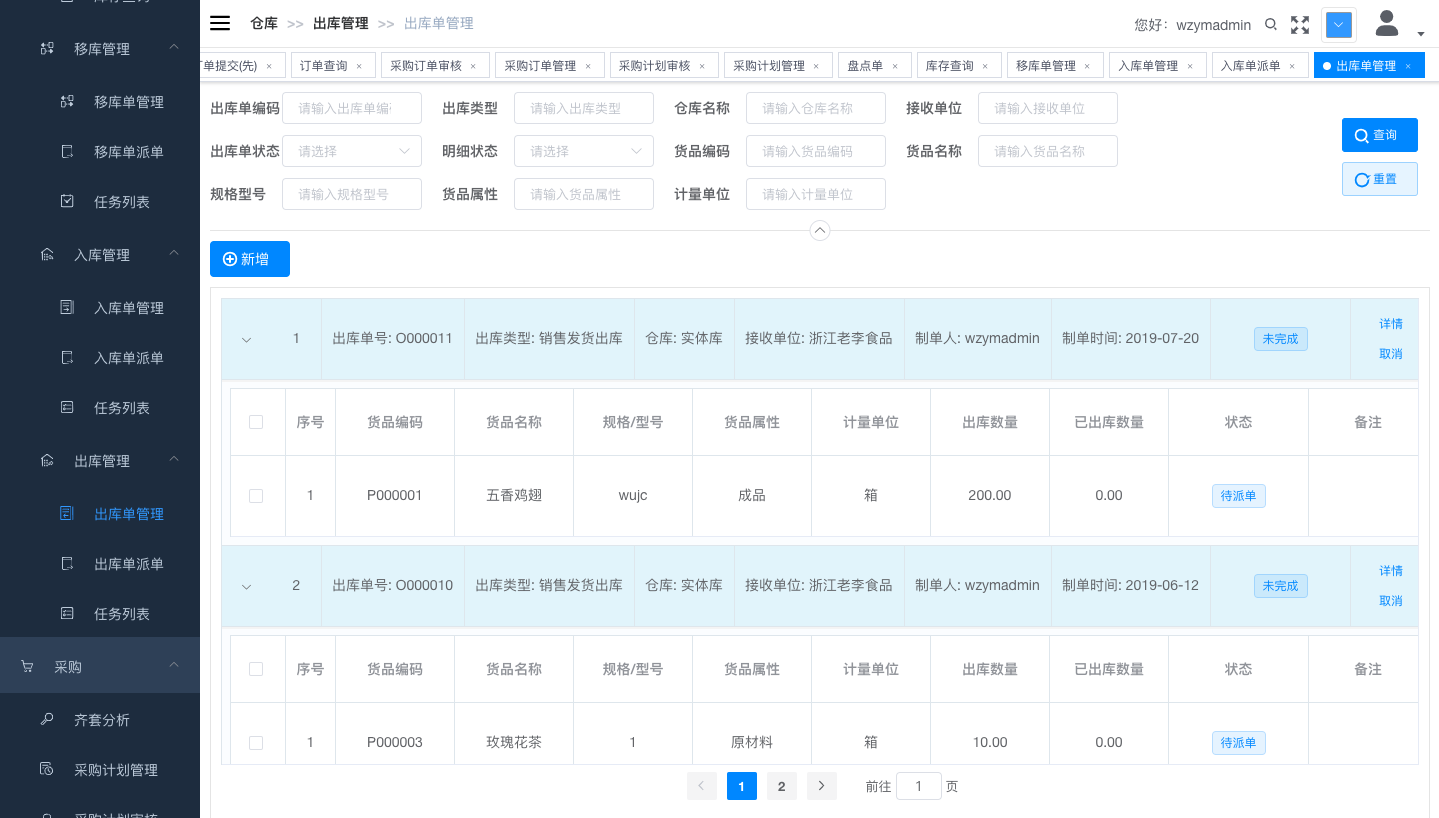 仓库 >> 出库管理 >> 出库单管理
您好： wzymadmin
单提交(先) × 订单查询 × 采购订单审核 × 采购订单管理 × 采购计划审核 × 采购计划管理 × 盘点单 × 库存查询 × 移库单管理 × 入库单管理 × 入库单派单 × 出库单管理 ×
移库管理
移库单管理
移库单派单
任务列表
入库管理
入库单管理
入库单派单
任务列表
出库管理
出库单管理
出库单派单
任务列表
采购
齐套分析
采购计划管理
采购计划审核
出库单编码 请输入出库单编 出库类型 请输入出库类型 仓库名称 请输入仓库名称 接收单位 请输入接收单位
出库单状态 请选择 明细状态 请选择 货品编码 请输入货品编码 货品名称 请输入货品名称
规格型号 请输入规格型号 货品属性 请输入货品属性 计量单位 请输入计量单位
查询
重置
新增
1 出库单号: O000011 出库类型: 销售发货出库 仓库: 实体库 接收单位: 浙江老李食品 制单人: wzymadmin 制单时间: 2019-07-20 未完成 详情 取消
序号 货品编码 货品名称 规格/型号 货品属性 计量单位 出库数量 已出库数量 状态 备注
1 P000001 五香鸡翅 wujc 成品 箱 200.00 0.00 待派单
2 出库单号: O000010 出库类型: 销售发货出库 仓库: 实体库 接收单位: 浙江老李食品 制单人: wzymadmin 制单时间: 2019-06-12 未完成 详情 取消
序号 货品编码 货品名称 规格/型号 货品属性 计量单位 出库数量 已出库数量 状态 备注
1 P000003 玫瑰花茶 1 原材料 箱 10.00 0.00 待派单
1 2 前往 1 页